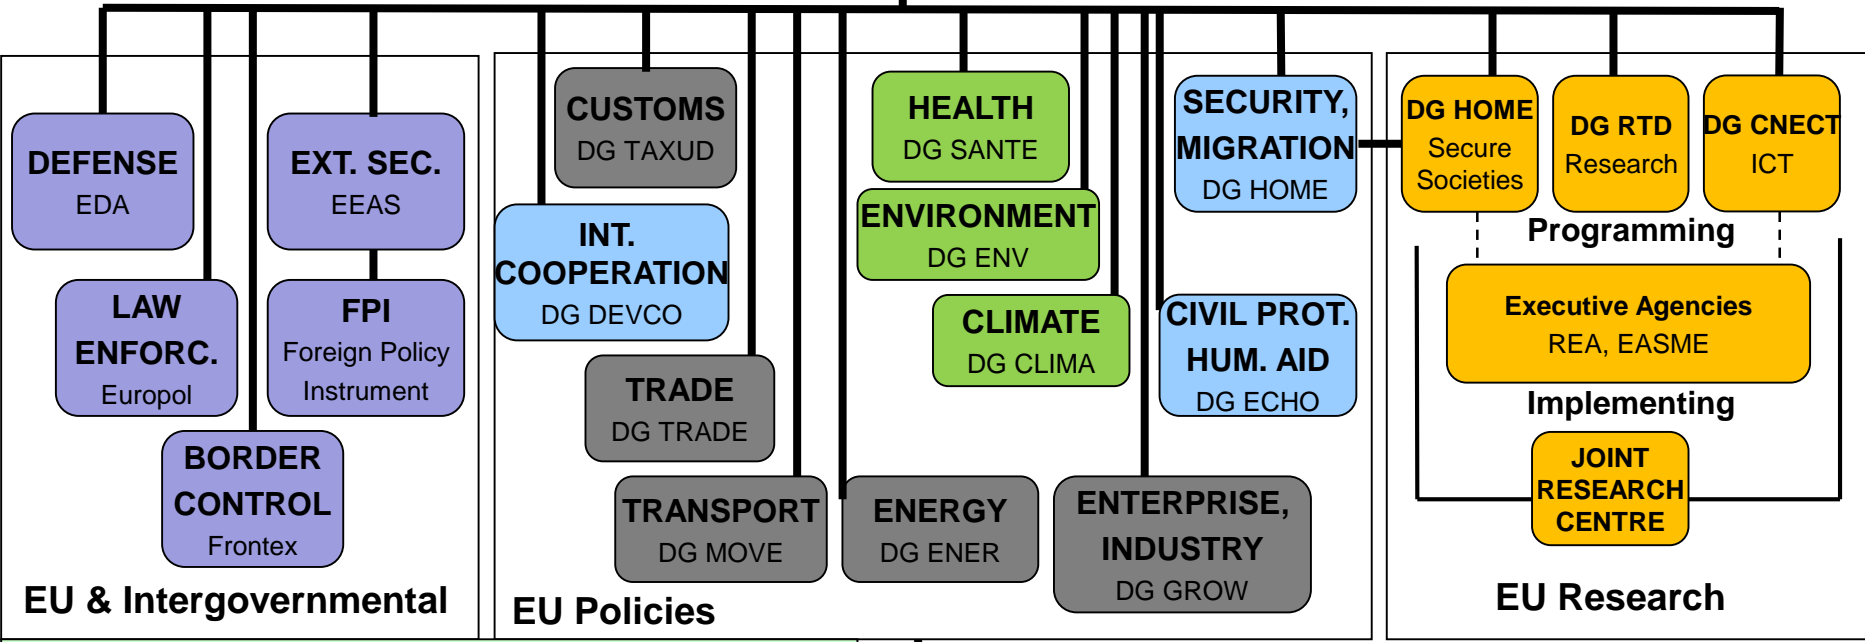 DEFENSE
EDA
EXT. SEC.
EEAS
LAW
ENFORC.
Europol
FPI
Foreign Policy
Instrument
BORDER
CONTROL
Frontex
EU & Intergovernmental
CUSTOMS
DG TAXUD
INT.
COOPERATION
DG DEVCO
TRADE
DG TRADE
TRANSPORT
DG MOVE
HEALTH
DG SANTE
ENVIRONMENT
DG ENV
CLIMATE
DG CLIMA
ENERGY
DG ENER
SECURITY,
MIGRATION
DG HOME
CIVIL PROT.
HUM. AID
DG ECHO
ENTERPRISE,
INDUSTRY
DG GROW
EU Policies
DG HOME
Secure
Societies
DG RTD
Research
DG CNECT
ICT
Programming
Executive Agencies
REA, EASME
Implementing
JOINT
RESEARCH
CENTRE
EU Research